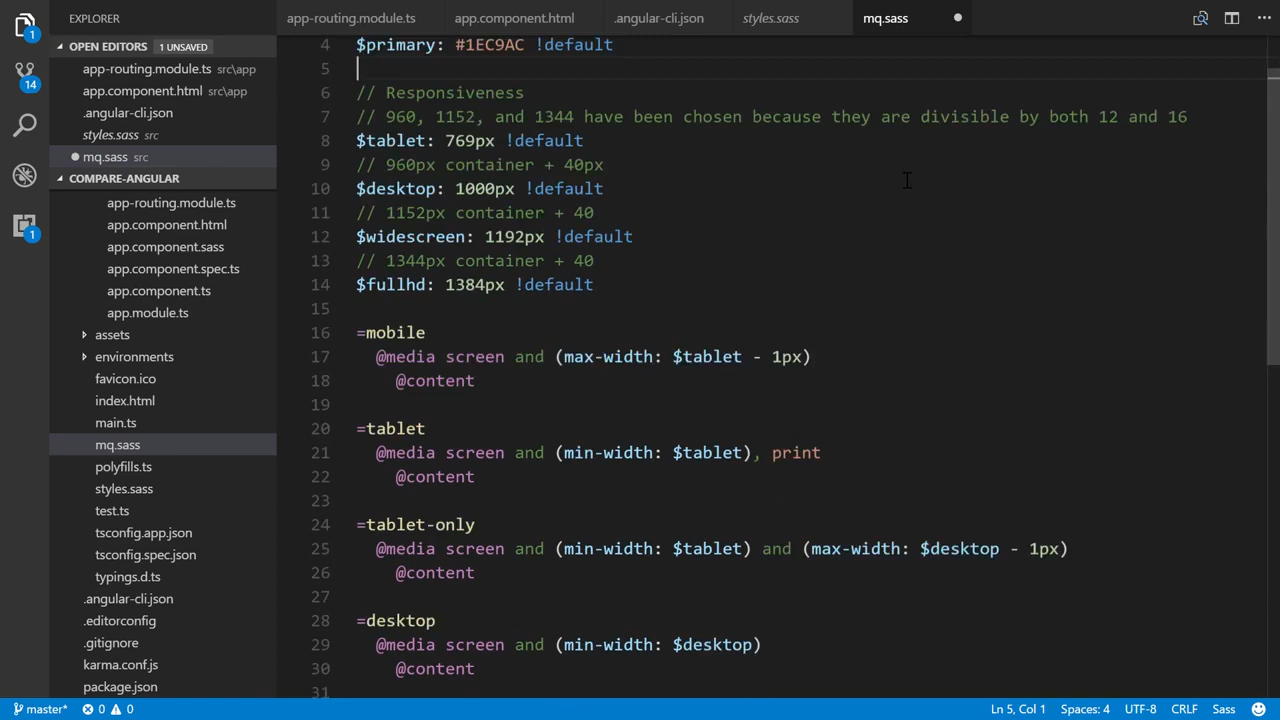 EXPLORER
app-routing.module.ts
app.component.html
.angular-cli.json
styles.sass
mq.sass
1
14
1
OPEN EDITORS 1 UNSAVED
app-routing.module.ts src\app
app.component.html src\app
.angular-cli.json
styles.sass src
mq.sass src
COMPARE-ANGULAR
app-routing.module.ts
app.component.html
app.component.sass
app.component.spec.ts
app.component.ts
app.module.ts
assets
environments
favicon.ico
index.html
main.ts
mq.sass
polyfills.ts
styles.sass
test.ts
tsconfig.app.json
tsconfig.spec.json
typings.d.ts
.angular-cli.json
.editorconfig
.gitignore
karma.conf.js
package.json
4 $primary: #1EC9AC !default
5
6 // Responsiveness
7 // 960, 1152, and 1344 have been chosen because they are divisible by both 12 and 16
8 $tablet: 769px !default
9 // 960px container + 40px
10 $desktop: 1000px !default
11 // 1152px container + 40
12 $widescreen: 1192px !default
13 // 1344px container + 40
14 $fullhd: 1384px !default
15
16 =mobile
17 @media screen and (max-width: $tablet - 1px)
18 @content
19
20 =tablet
21 @media screen and (min-width: $tablet), print
22 @content
23
24 =tablet-only
25 @media screen and (min-width: $tablet) and (max-width: $desktop - 1px)
26 @content
27
28 =desktop
29 @media screen and (min-width: $desktop)
30 @content
31
master* 0 0 Ln 5, Col 1 Spaces: 4 UTF-8 CRLF Sass